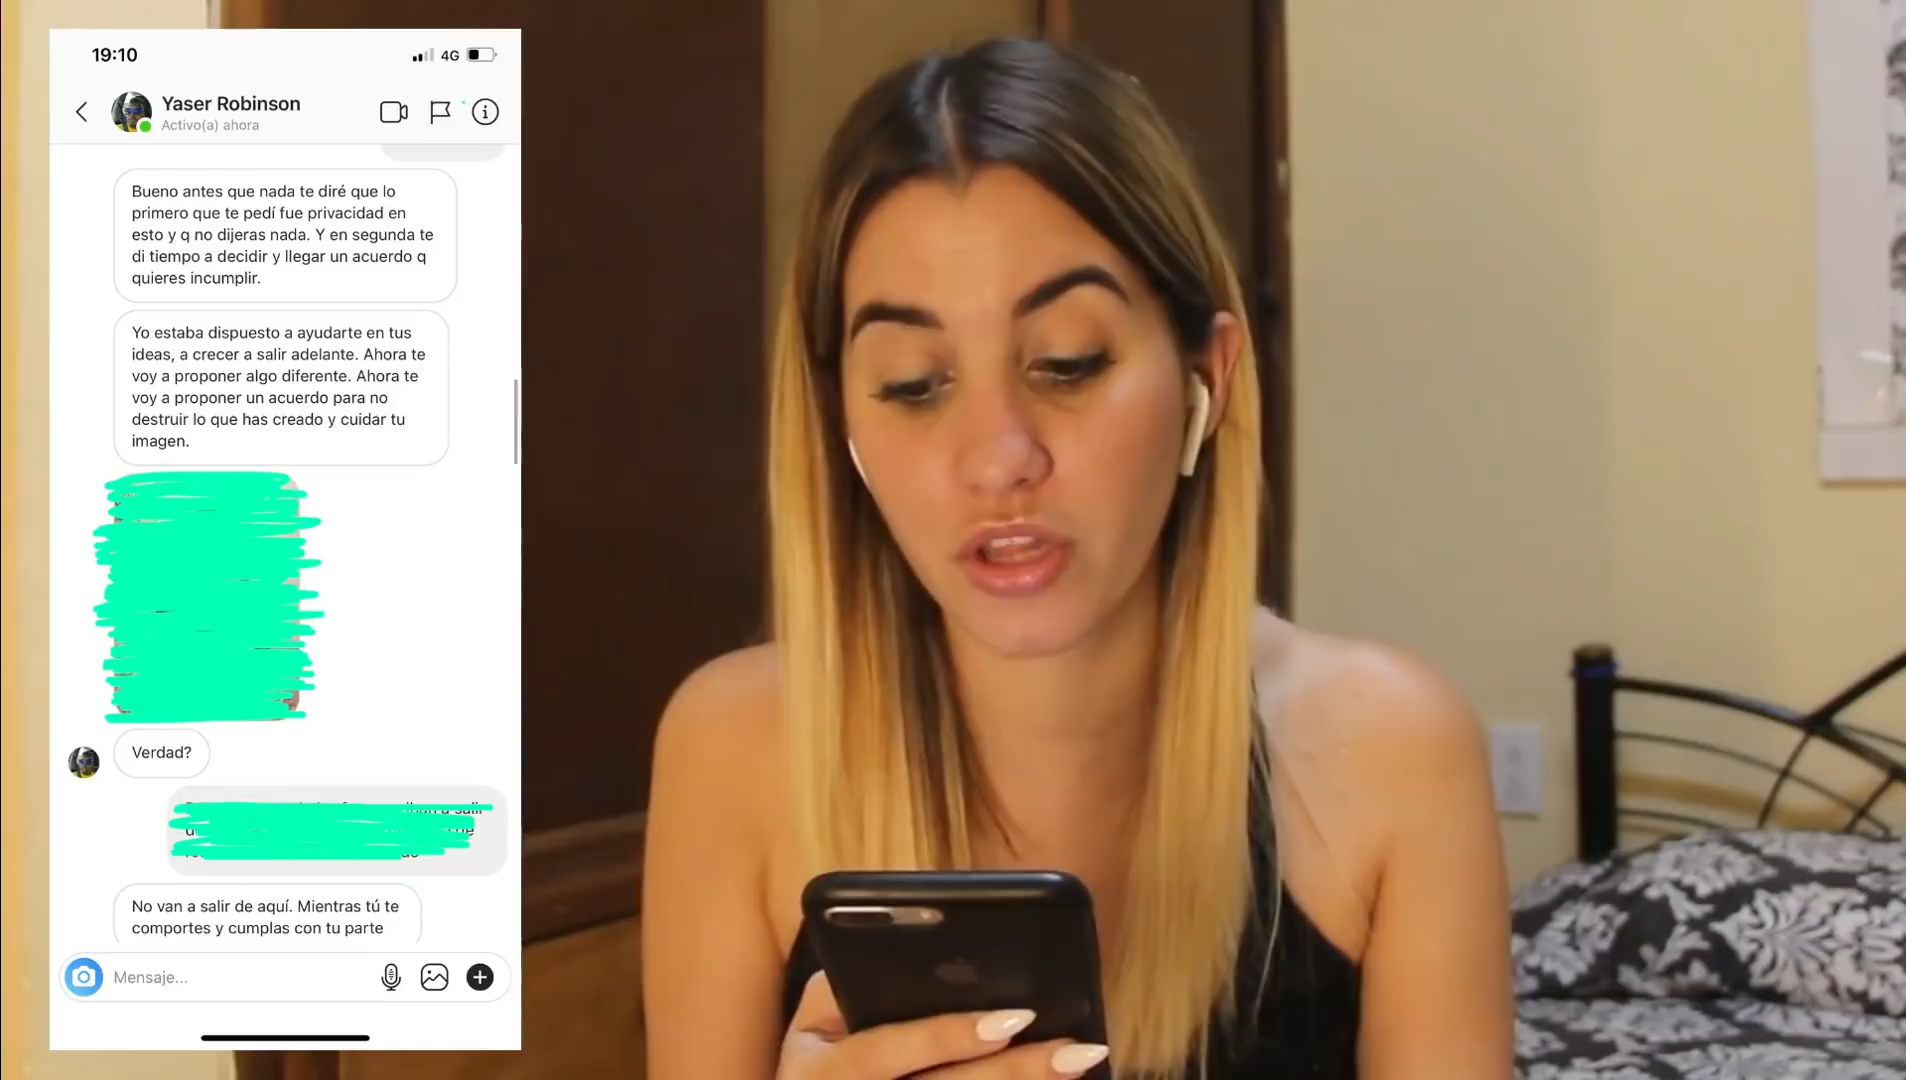 19:10
4G
Yaser Robinson
Activo(a) ahora
Bueno antes que nada te diré que lo
primero que te pedí fue privacidad en
esto y q no dijeras nada. Y en segunda te
di tiempo a decidir y llegar un acuerdo q
quieres incumplir.
Yo estaba dispuesto a ayudarte en tus
ideas, a crecer a salir adelante. Ahora te
voy a proponer algo diferente. Ahora te
voy a proponer un acuerdo para no
destruir lo que has creado y cuidar tu
imagen.
Verdad?
a salir
No van a salir de aquí. Mientras tú te
comportes y cumplas con tu parte
Mensaje...